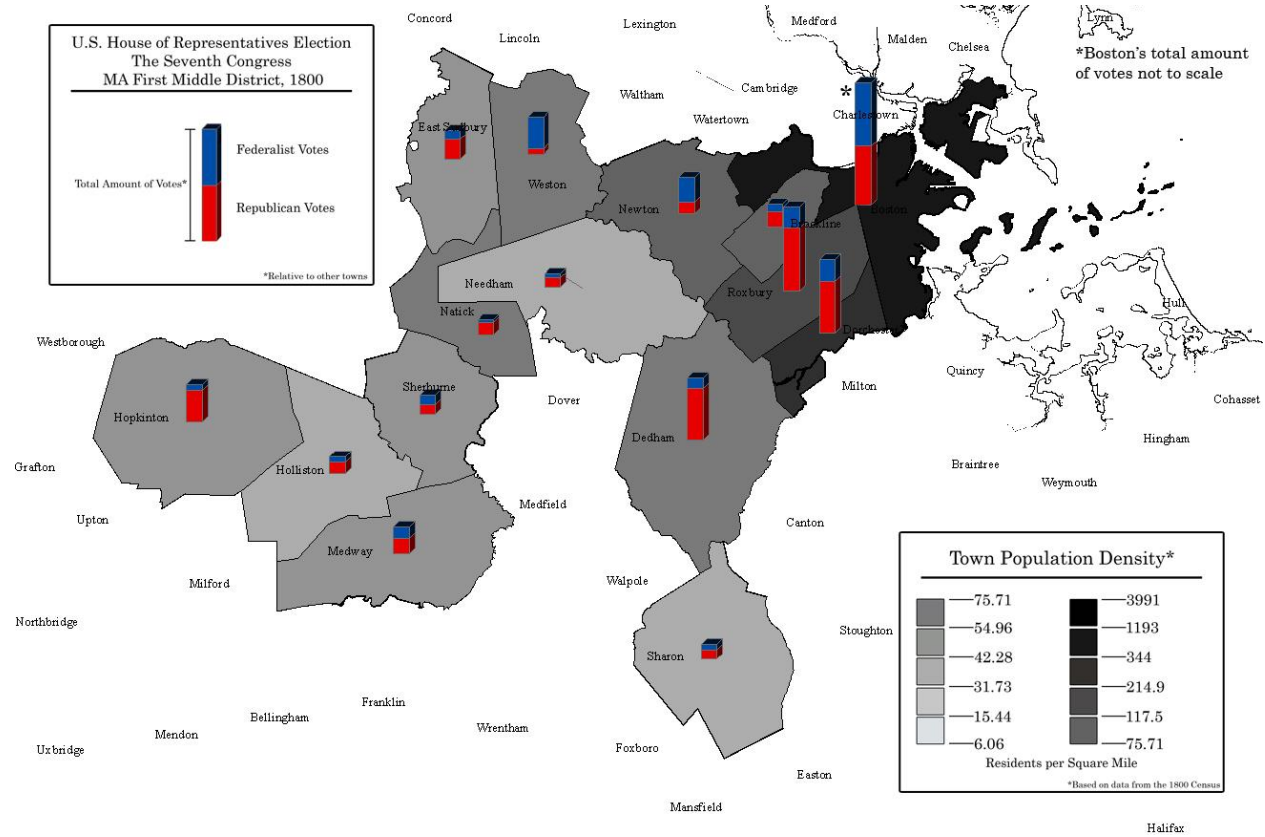 U.S. House of Representatives Election
The Seventh Congress
MA First Middle District, 1800
Federalist Votes
Total Amount of Votes*
Republican Votes
*Relative to other towns
*Boston's total amount
of votes not to scale
*
Concord
Lincoln
Lexington
Medford
Malden
Lynn
Chelsea
Waltham
Cambridge
Watertown
Charlestown
East Sudbury
Weston
Newton
Brookline
Boston
Needham
Roxbury
Natick
Dorchester
Hull
Westborough
Sherburne
Dover
Milton
Quincy
Cohasset
Hopkinton
Dedham
Hingham
Grafton
Holliston
Braintree
Weymouth
Upton
Medfield
Canton
Medway
Milford
Walpole
Northbridge
Stoughton
Sharon
Franklin
Bellingham
Wrentham
Mendon
Uxbridge
Foxboro
Easton
Mansfield
Halifax
Town Population Density*
75.71
54.96
42.28
31.73
15.44
6.06
3991
1193
344
214.9
117.5
75.71
Residents per Square Mile
*Based on data from the 1800 Census